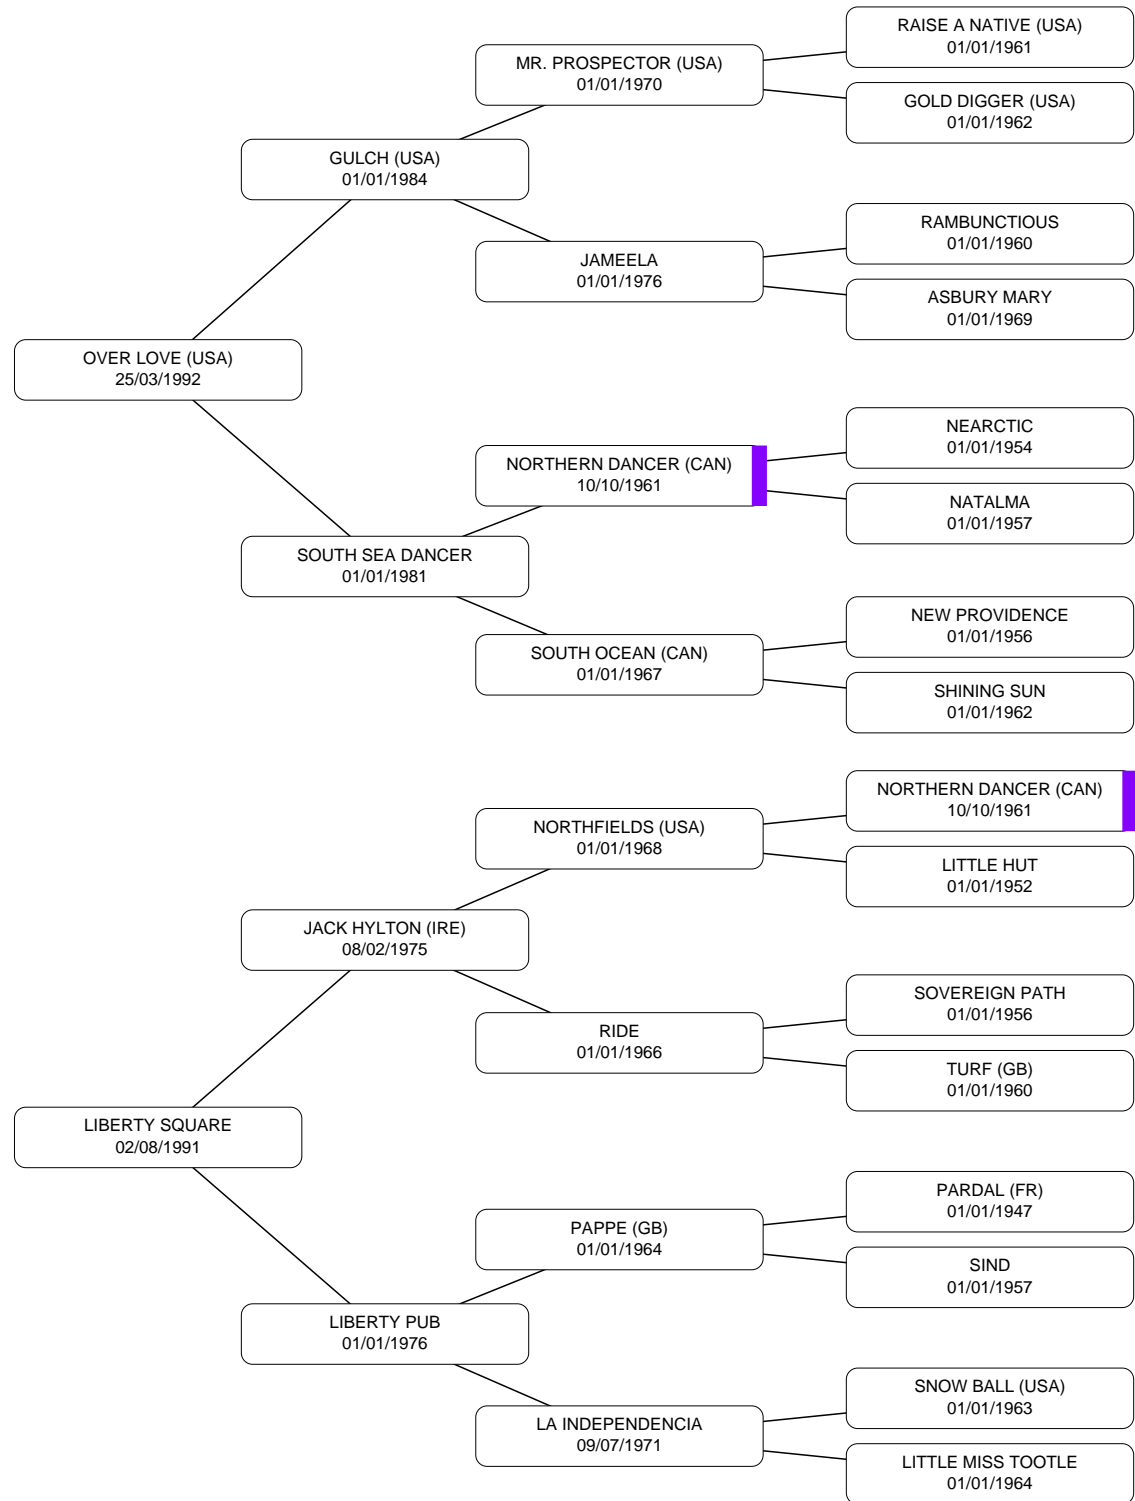 RAISE A NATIVE (USA)
01/01/1961
MR. PROSPECTOR (USA)
01/01/1970
GOLD DIGGER (USA)
01/01/1962
GULCH (USA)
01/01/1984
RAMBUNCTIOUS
01/01/1960
JAMEELA
01/01/1976
ASBURY MARY
01/01/1969
OVER LOVE (USA)
25/03/1992
NEARCTIC
01/01/1954
NORTHERN DANCER (CAN)
10/10/1961
NATALMA
01/01/1957
SOUTH SEA DANCER
01/01/1981
NEW PROVIDENCE
01/01/1956
SOUTH OCEAN (CAN)
01/01/1967
SHINING SUN
01/01/1962
NORTHERN DANCER (CAN)
10/10/1961
NORTHFIELDS (USA)
01/01/1968
LITTLE HUT
01/01/1952
JACK HYLTON (IRE)
08/02/1975
SOVEREIGN PATH
01/01/1956
RIDE
01/01/1966
TURF (GB)
01/01/1960
LIBERTY SQUARE
02/08/1991
PARDAL (FR)
01/01/1947
PAPPE (GB)
01/01/1964
SIND
01/01/1957
LIBERTY PUB
01/01/1976
SNOW BALL (USA)
01/01/1963
LA INDEPENDENCIA
09/07/1971
LITTLE MISS TOOTLE
01/01/1964